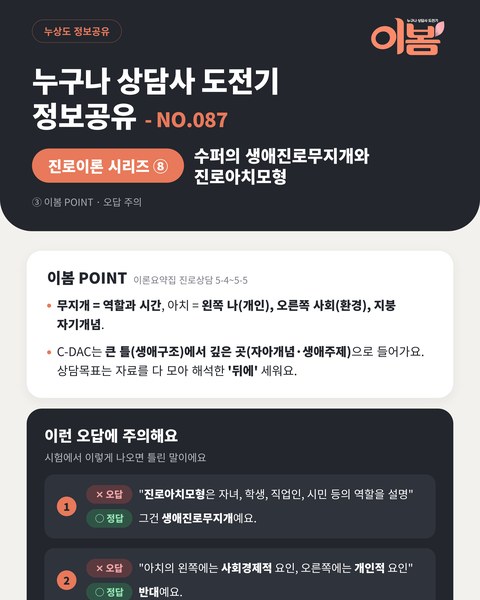 누상도 정보공유
누구나 상담사 도전기
이봄
누구나 상담사 도전기
정보공유 - NO.087
진로이론 시리즈 ⑧
수퍼의 생애진로무지개와
진로아치모형
③ 이봄 POINT · 오답 주의
이봄 POINT 이론요약집 진로상담 5-4~5-5
• 무지개 = 역할과 시간, 아치 = 왼쪽 나(개인), 오른쪽 사회(환경), 지붕
자기개념.
• C-DAC는 큰 틀(생애구조)에서 깊은 곳(자아개념·생애주제)으로 들어가요.
상담목표는 자료를 다 모아 해석한 '뒤에' 세워요.
이런 오답에 주의해요
시험에서 이렇게 나오면 틀린 말이에요
1 × 오답 "진로아치모형은 자녀, 학생, 직업인, 시민 등의 역할을 설명"
○ 정답 그건 생애진로무지개예요.
2 × 오답 "아치의 왼쪽에는 사회경제적 요인, 오른쪽에는 개인적 요인"
○ 정답 반대예요.